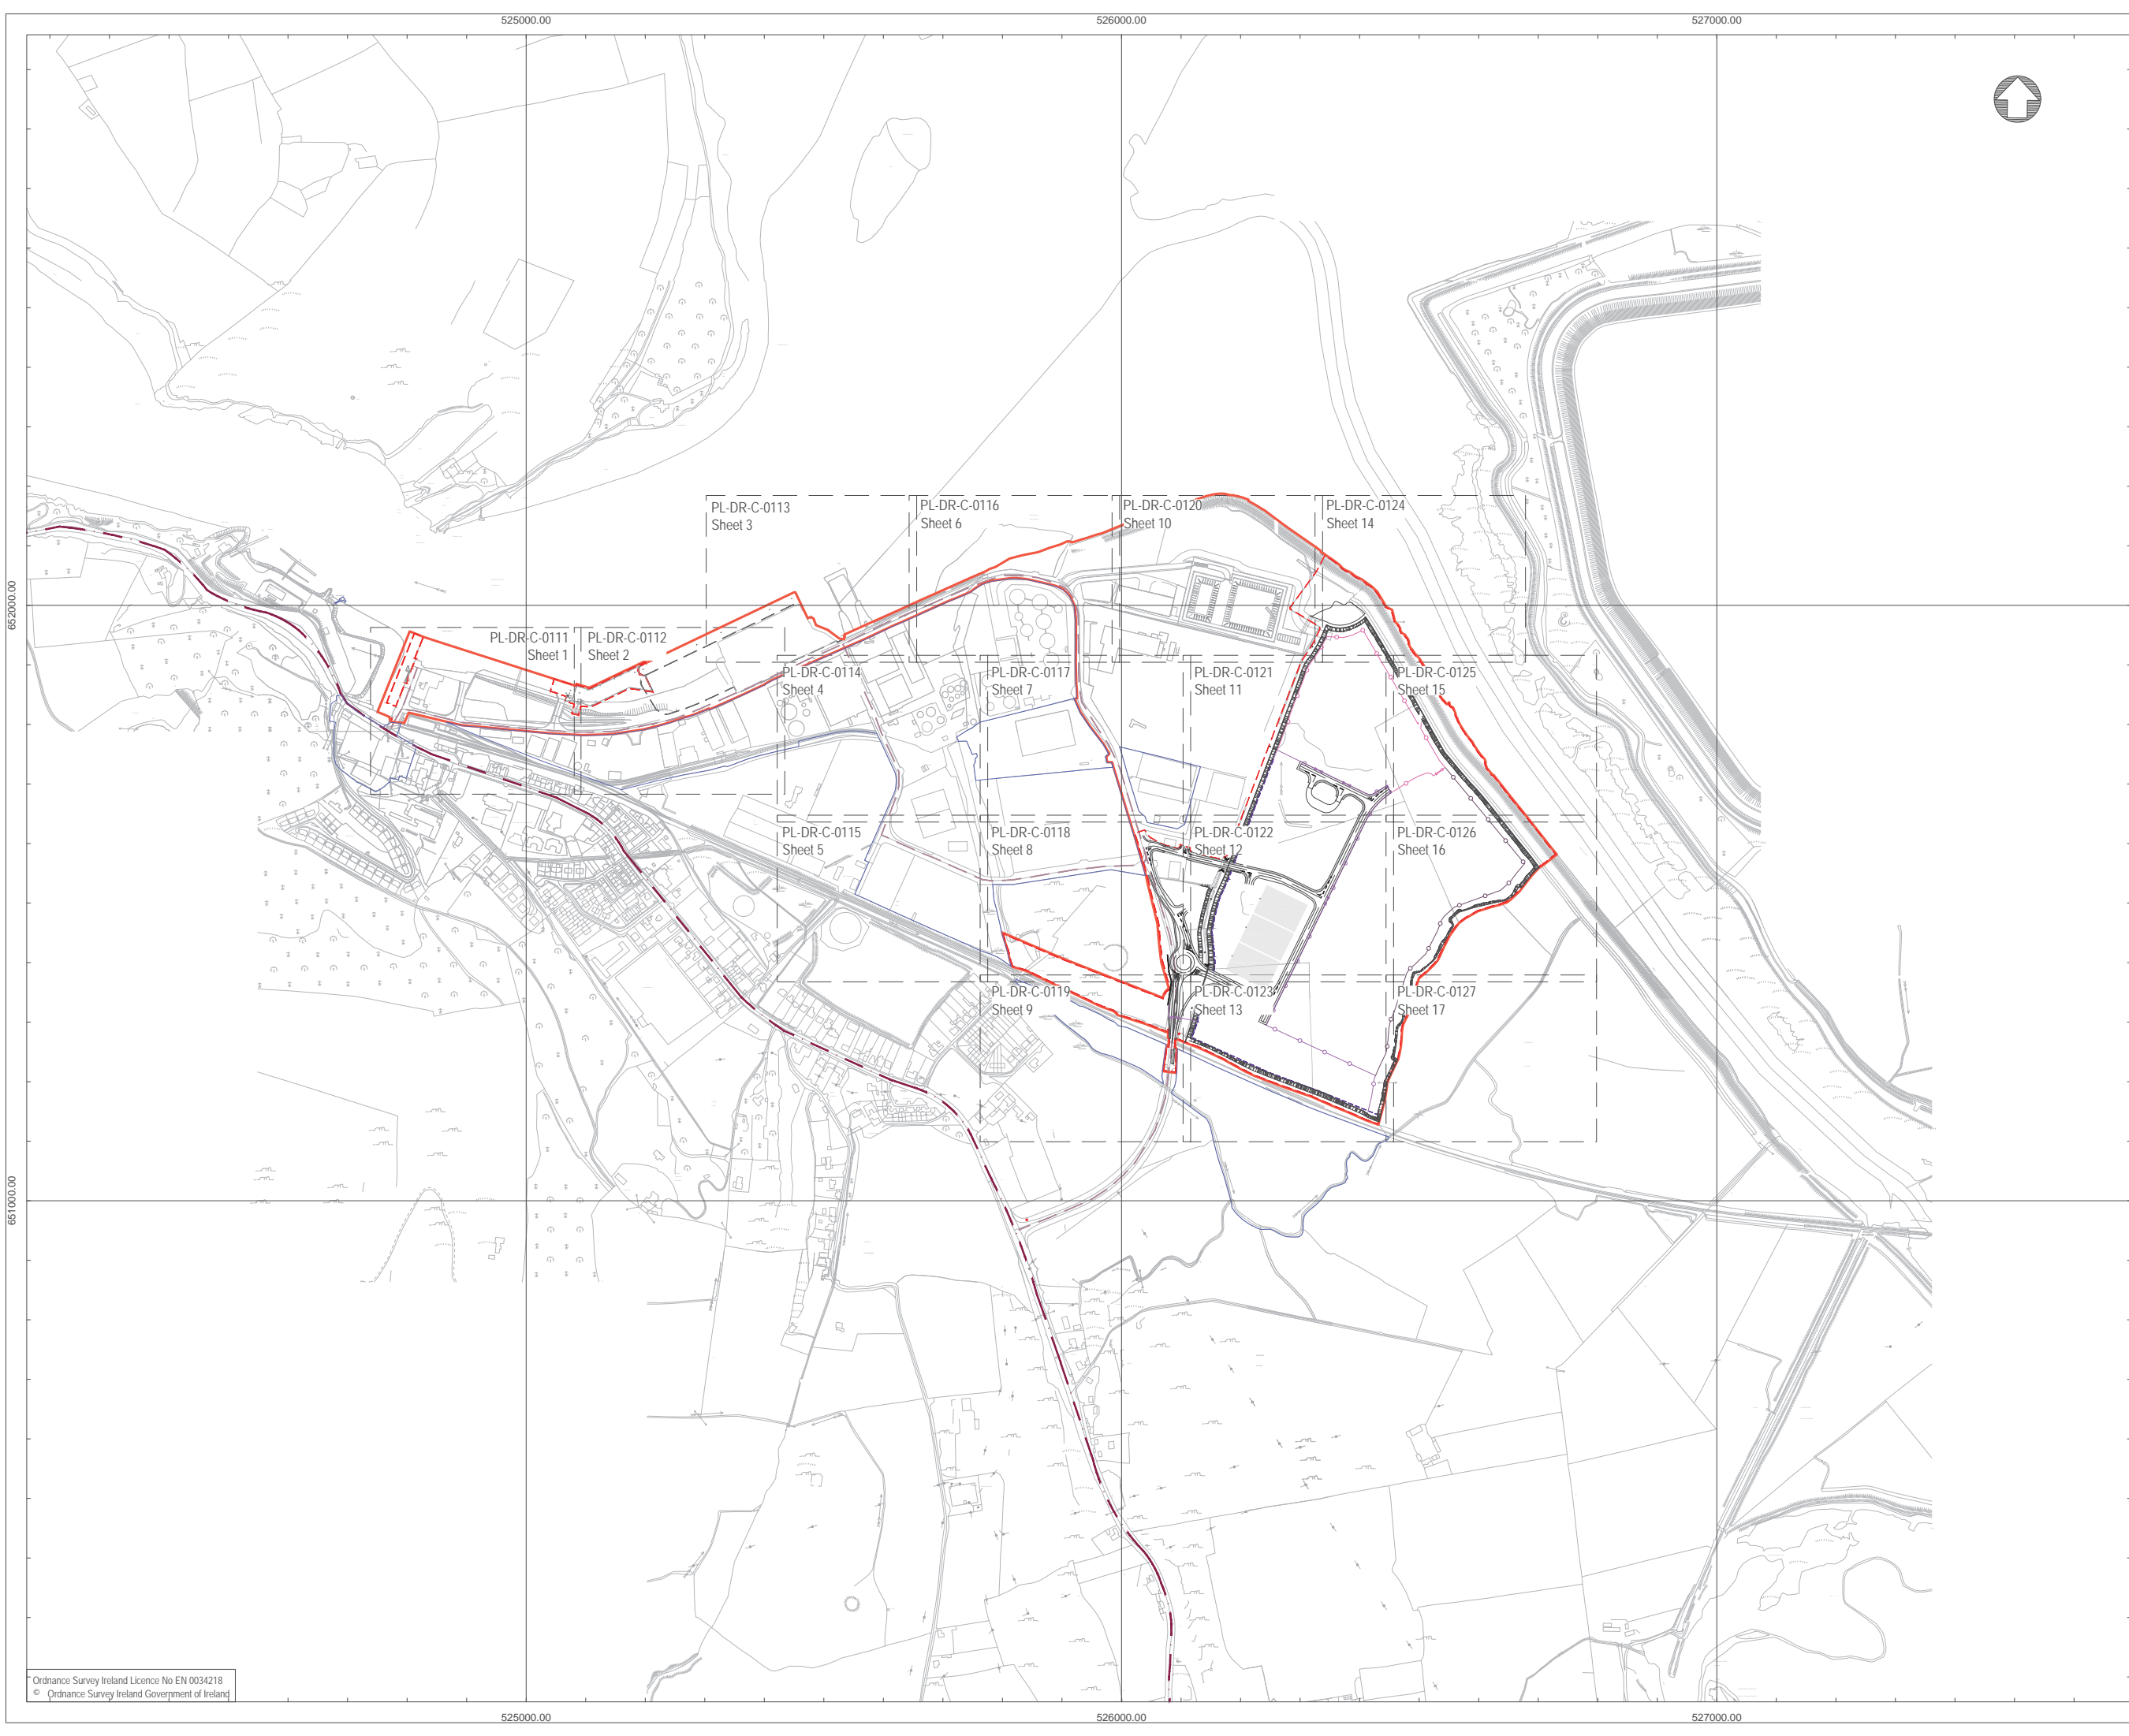 525000.00
526000.00
527000.00
PL-DR-C-0113
Sheet 3
PL-DR-C-0116
Sheet 6
PL-DR-C-0120
Sheet 10
PL-DR-C-0124
Sheet 14
652000.00
PL-DR-C-0111
Sheet 1
PL-DR-C-0112
Sheet 2
PL-DR-C-0114
Sheet 4
PL-DR-C-0117
Sheet 7
PL-DR-C-0121
Sheet 11
PL-DR-C-0125
Sheet 15
PL-DR-C-0115
Sheet 5
PL-DR-C-0118
Sheet 8
PL-DR-C-0122
Sheet 12
PL-DR-C-0126
Sheet 16
PL-DR-C-0119
Sheet 9
PL-DR-C-0123
Sheet 13
PL-DR-C-0127
Sheet 17
651000.00
Ordnance Survey Ireland Licence No EN 0034218
© Ordnance Survey Ireland Government of Ireland
525000.00
526000.00
527000.00